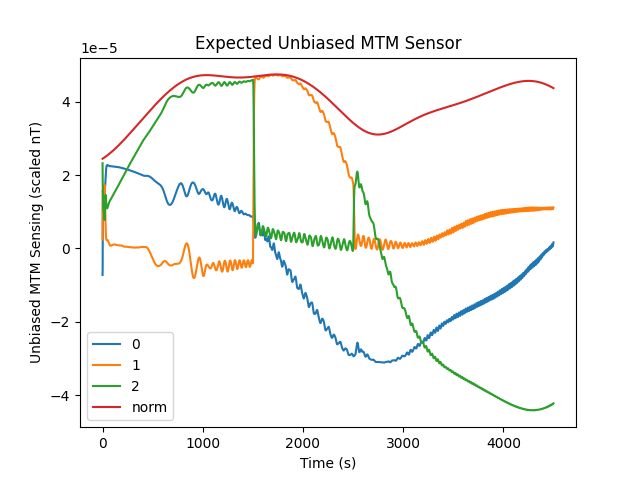 Expected Unbiased MTM Sensor
1e−5
Unbiased MTM Sensing (scaled nT)
4
2
0
−2
−4
0
1
2
norm
0 1000 2000 3000 4000
Time (s)